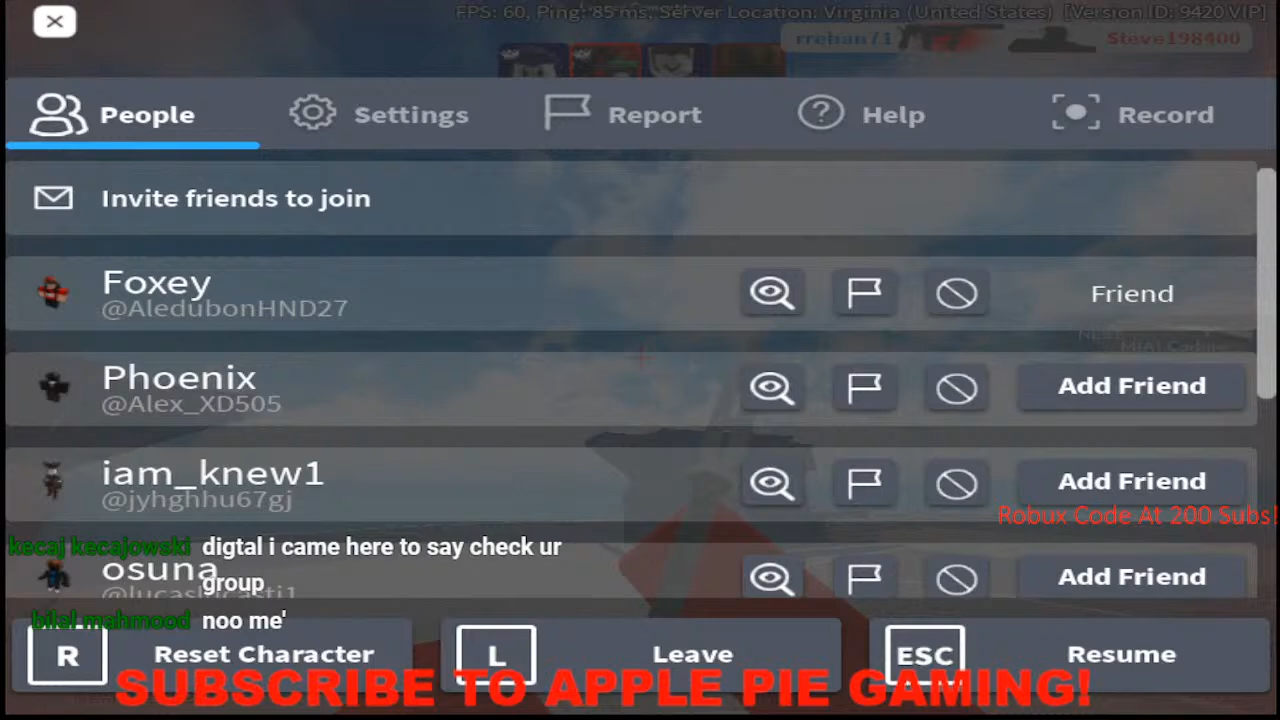 FPS: 60, Ping: 85 ms, Server Location: Virginia (United States) [Version ID: 9420 VIP]
rreban71 Steve198400
People Settings Report Help Record
Invite friends to join
Foxey
@AledubonHND27
Friend
Phoenix
@Alex_XD505
Add Friend
iam_knew1
@jyhghhu67gj
Add Friend
Robux Code At 200 Subs!
kecaj kecajowski digtal i came here to say check ur
group
osuna
Add Friend
bilal mahmood noo me'
R Reset Character L Leave ESC Resume
SUBSCRIBE TO APPLE PIE GAMING!